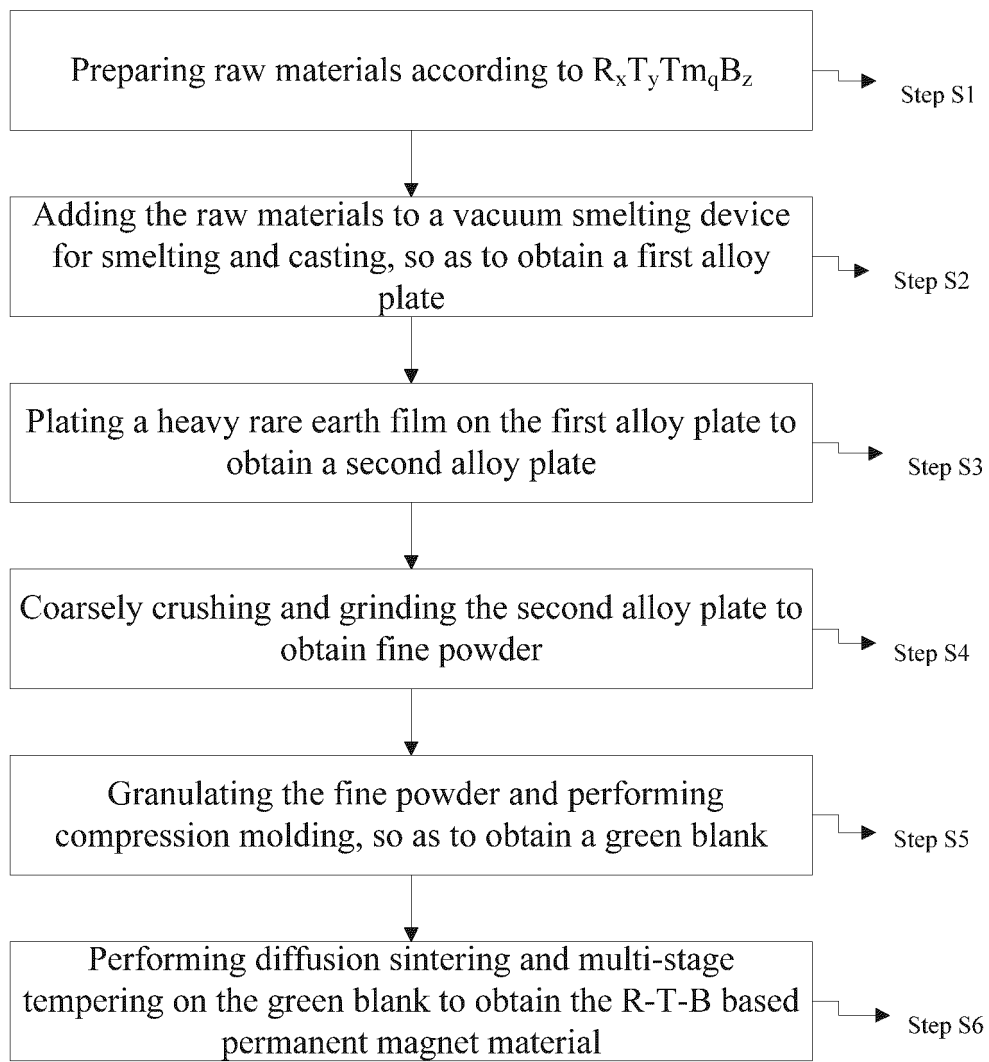 Preparing raw materials according to RₓTᵧTm_qB_z
Step S1
Adding the raw materials to a vacuum smelting device
for smelting and casting, so as to obtain a first alloy
plate
Step S2
Plating a heavy rare earth film on the first alloy plate to
obtain a second alloy plate
Step S3
Coarsely crushing and grinding the second alloy plate to
obtain fine powder
Step S4
Granulating the fine powder and performing
compression molding, so as to obtain a green blank
Step S5
Performing diffusion sintering and multi-stage
tempering on the green blank to obtain the R-T-B based
permanent magnet material
Step S6